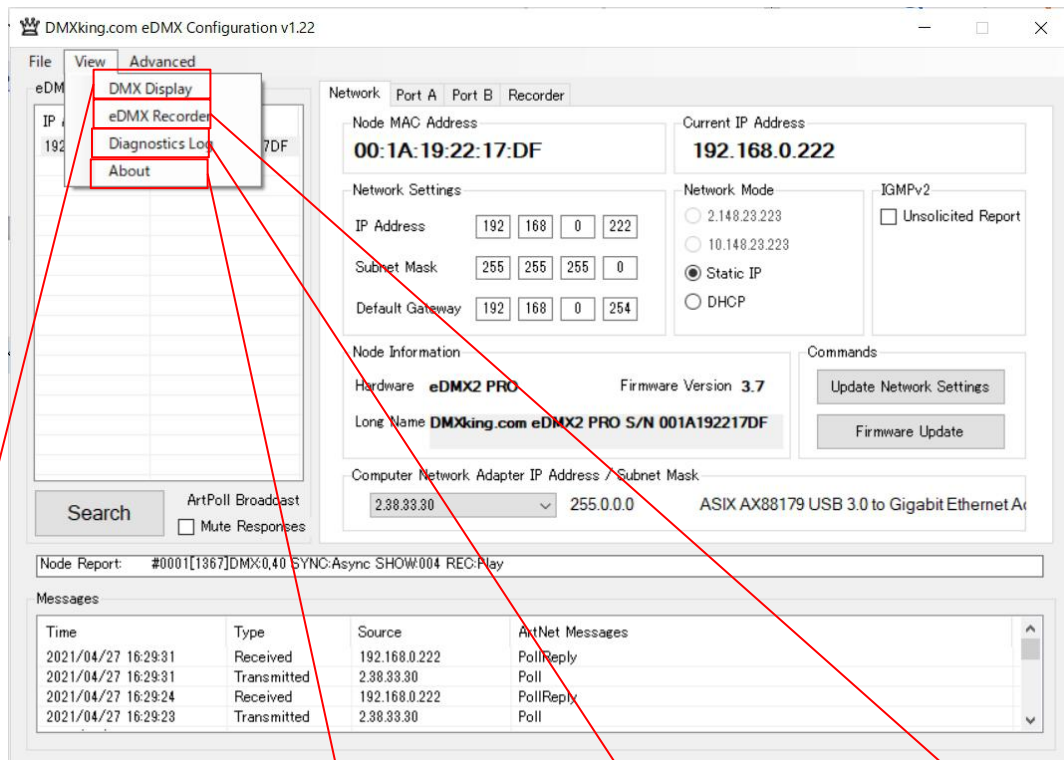 DMXking.com eDMX Configuration v1.22
File View Advanced
DMX Display
eDMX Recorder
Diagnostics Log
About
eDM
IP
192 7DF
Network Port A Port B Recorder
Node MAC Address
00:1A:19:22:17:DF
Current IP Address
192.168.0.222
Network Settings
IP Address 192 168 0 222
Subnet Mask 255 255 255 0
Default Gateway 192 168 0 254
Network Mode
2.148.23.223
10.148.23.223
Static IP
DHCP
IGMPv2
Unsolicited Report
Node Information
Hardware eDMX2 PRO Firmware Version 3.7
Long Name DMXking.com eDMX2 PRO S/N 001A192217DF
Commands
Update Network Settings
Firmware Update
Computer Network Adapter IP Address / Subnet Mask
2.38.33.30 255.0.0.0 ASIX AX88179 USB 3.0 to Gigabit Ethernet
Search
ArtPoll Broadcast
Mute Responses
Node Report: #0001[1367]DMX:0,40 SYNC:Async SHOW:004 REC:Play
Messages
Time Type Source ArtNet Messages
2021/04/27 16:29:31 Received 192.168.0.222 PollReply
2021/04/27 16:29:31 Transmitted 2.38.33.30 Poll
2021/04/27 16:29:24 Received 192.168.0.222 PollReply
2021/04/27 16:29:23 Transmitted 2.38.33.30 Poll